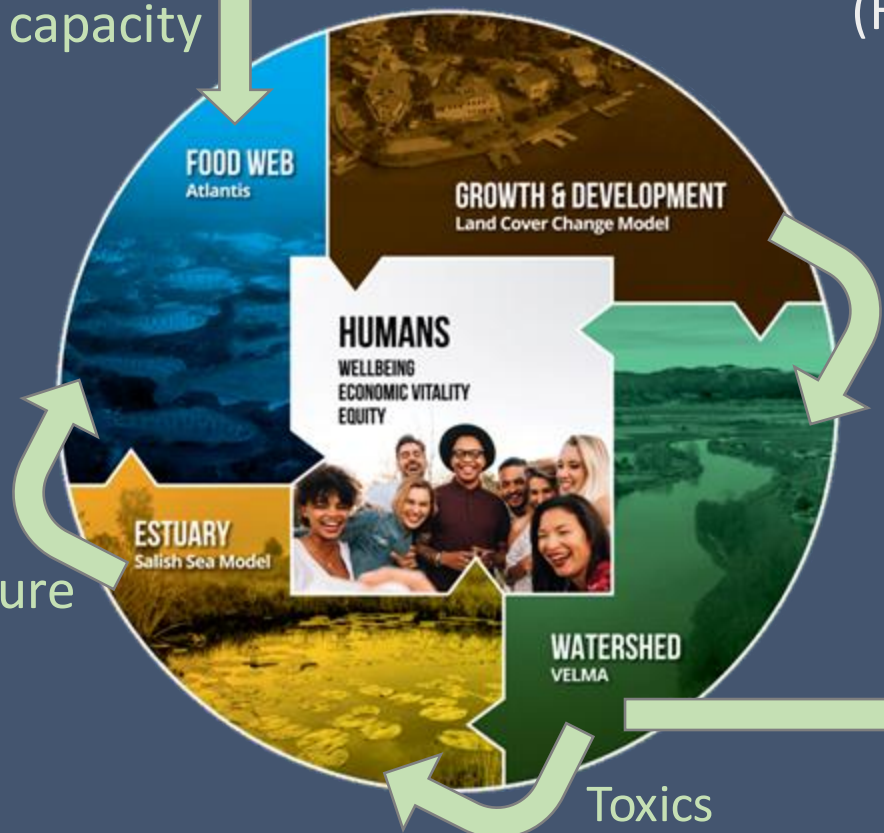 capacity
(
FOOD WEB
Atlantis
GROWTH & DEVELOPMENT
Land Cover Change Model
HUMANS
WELLBEING
ECONOMIC VITALITY
EQUITY
ESTUARY
Salish Sea Model
ure
WATERSHED
VELMA
Toxics